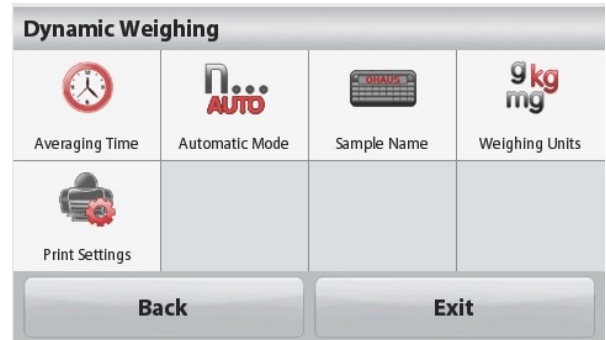 Dynamic Weighing
n...
AUTO
OHAUS
g kg
mg
Averaging Time
Automatic Mode
Sample Name
Weighing Units
Print Settings
Back
Exit